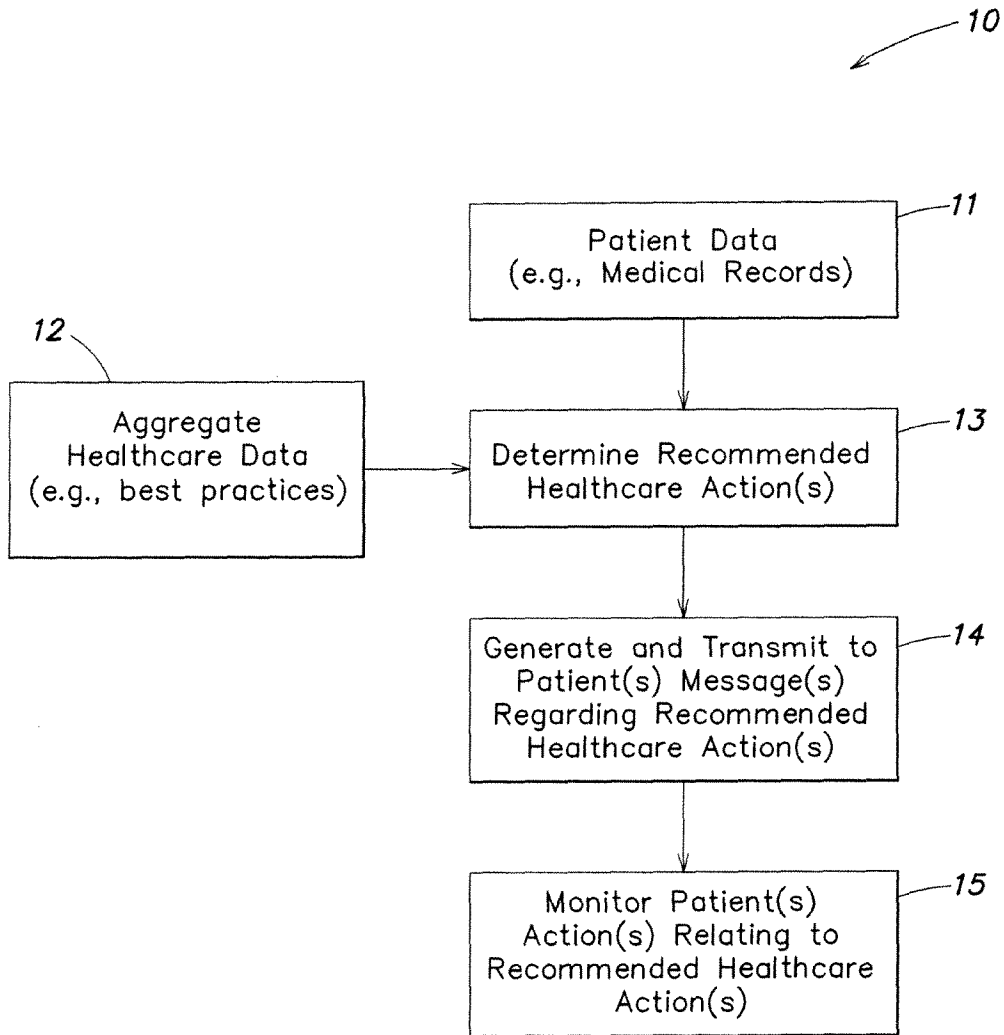 10
11
Patient Data
(e.g., Medical Records)
12
Aggregate
Healthcare Data
(e.g., best practices)
13
Determine Recommended
Healthcare Action(s)
14
Generate and Transmit to
Patient(s) Message(s)
Regarding Recommended
Healthcare Action(s)
15
Monitor Patient(s)
Action(s) Relating to
Recommended Healthcare
Action(s)